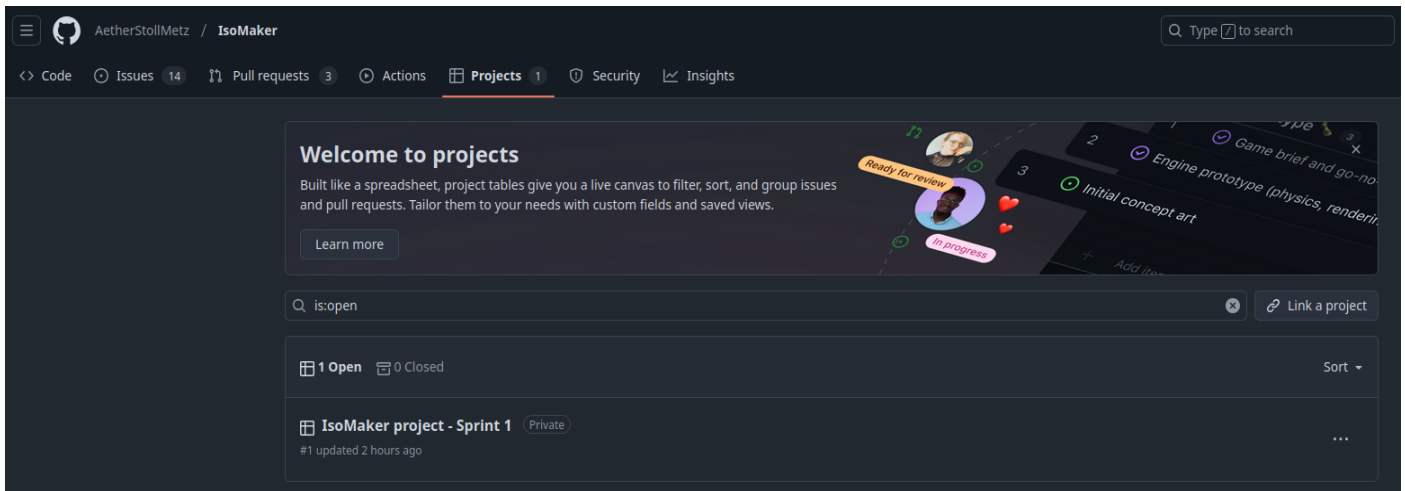 AetherStollMetz / IsoMaker
Type / to search
Code Issues 14 Pull requests 3 Actions Projects 1 Security Insights
Welcome to projects
Built like a spreadsheet, project tables give you a live canvas to filter, sort, and group issues
and pull requests. Tailor them to your needs with custom fields and saved views.
Learn more
Ready for review
In progress
1
3
2 Game brief and go-no-
3 Engine prototype (physics, renderin
Initial concept art
+ Add ite
is:open
Link a project
1 Open 0 Closed
Sort
IsoMaker project - Sprint 1 Private
#1 updated 2 hours ago